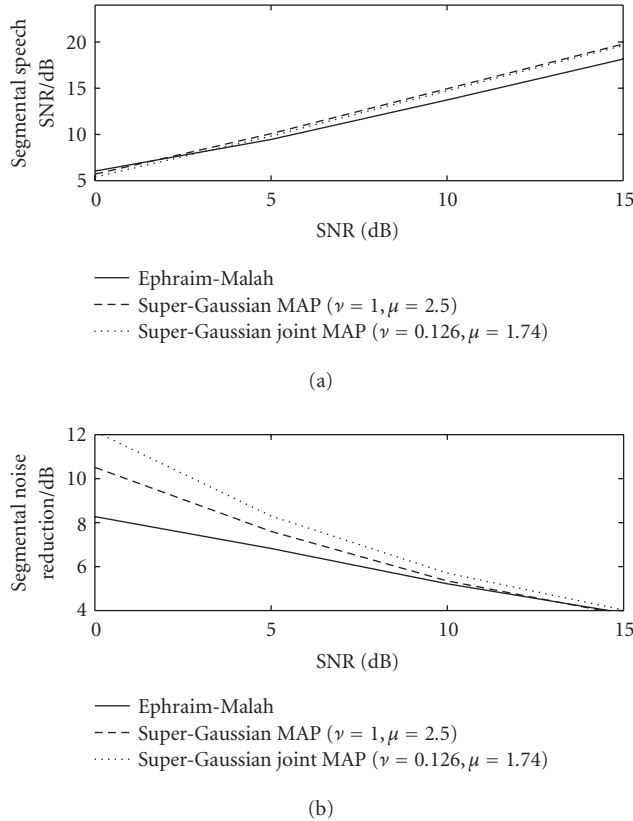 Segmental speech
SNR/dB
20
15
10
5
0
5
10
15
SNR (dB)
Ephraim-Malah
Super-Gaussian MAP (ν = 1, μ = 2.5)
Super-Gaussian joint MAP (ν = 0.126, μ = 1.74)
(a)
Segmental noise
reduction/dB
12
10
8
6
4
0
5
10
15
SNR (dB)
Ephraim-Malah
Super-Gaussian MAP (ν = 1, μ = 2.5)
Super-Gaussian joint MAP (ν = 0.126, μ = 1.74)
(b)